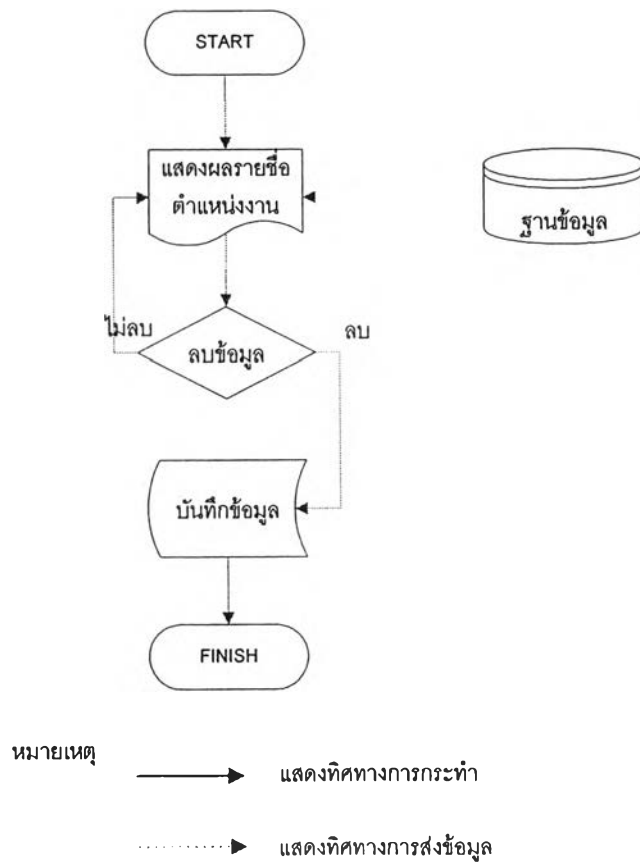 START
แสดงผลรายชื่อ
ตำแหน่งงาน
ฐานข้อมูล
ไม่ลบ
ลบ
ลบข้อมูล
บันทึกข้อมูล
FINISH
หมายเหตุ
แสดงทิศทางการกระทำ
แสดงทิศทางการส่งข้อมูล